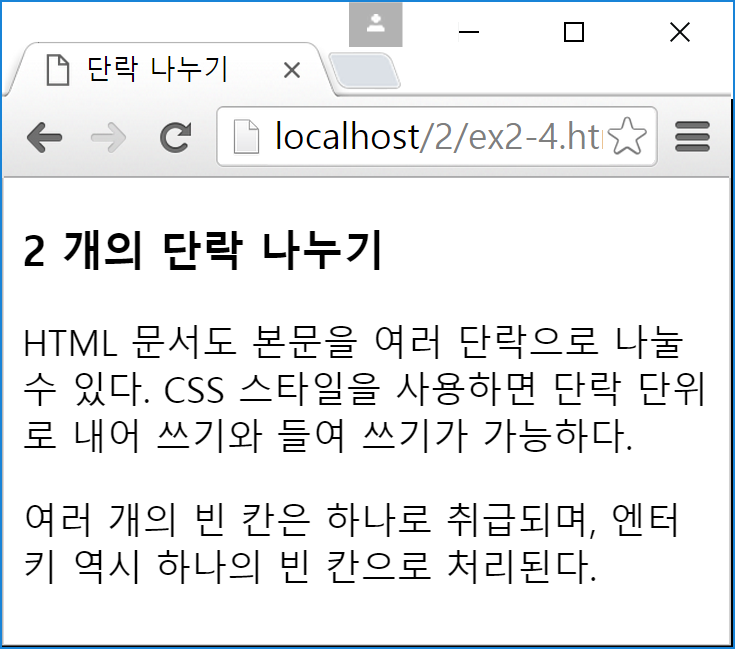 단락 나누기
localhost/2/ex2-4.htm
2 개의 단락 나누기
HTML 문서도 본문을 여러 단락으로 나눌
수 있다. CSS 스타일을 사용하면 단락 단위
로 내어 쓰기와 들여 쓰기가 가능하다.
여러 개의 빈 칸은 하나로 취급되며, 엔터
키 역시 하나의 빈 칸으로 처리된다.